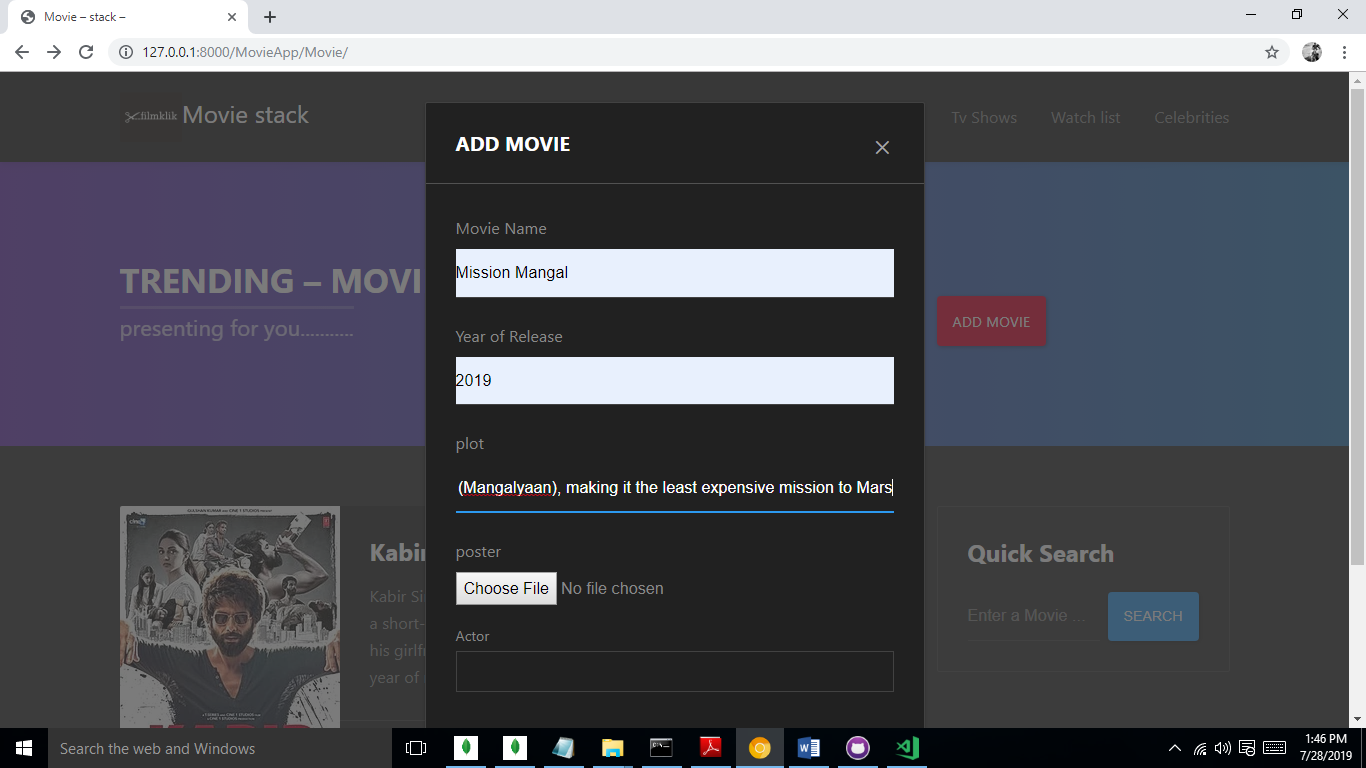 Movie – stack –
127.0.0.1:8000/MovieApp/Movie/
filmklik Movie stack
Tv Shows Watch list Celebrities
TRENDING – MOVI
presenting for you...........
ADD MOVIE
ADD MOVIE
Movie Name
Mission Mangal
Year of Release
2019
plot
(Mangalyaan), making it the least expensive mission to Mars
poster
Choose File No file chosen
Actor
Kabir
Kabir Si
a short-
his girlf
year of
Quick Search
Enter a Movie ...
SEARCH
Search the web and Windows
1:46 PM
7/28/2019